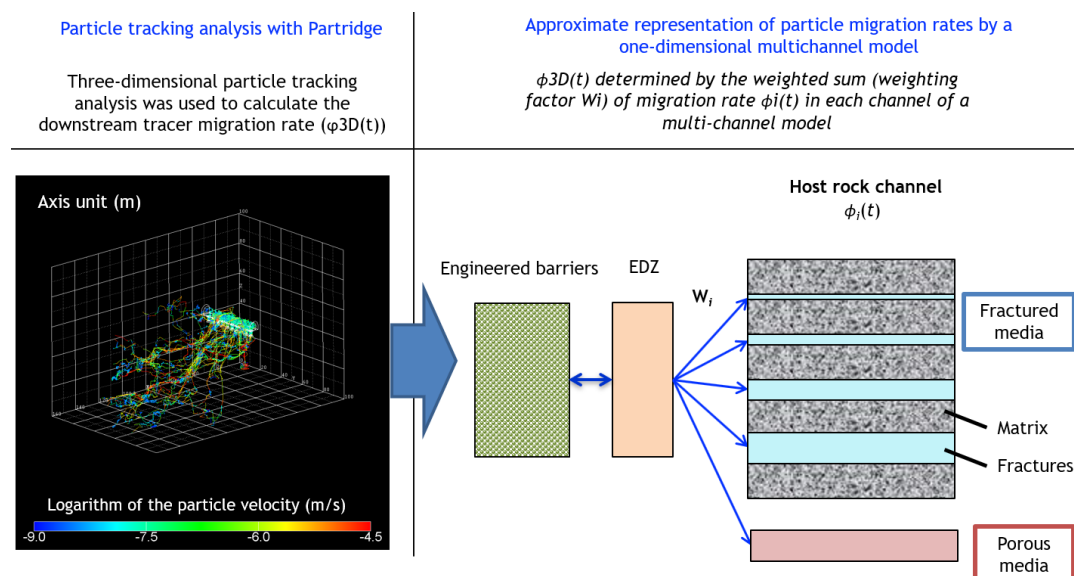 Particle tracking analysis with Partridge
Three-dimensional particle tracking
analysis was used to calculate the
downstream tracer migration rate (φ3D(t))
Approximate representation of particle migration rates by a
one-dimensional multichannel model
ϕ3D(t) determined by the weighted sum (weighting
factor Wi) of migration rate ϕi(t) in each channel of a
multi-channel model
Axis unit (m)
Logarithm of the particle velocity (m/s)
-9.0 -7.5 -6.0 -4.5
Engineered barriers
EDZ
Wi
Host rock channel
ϕi(t)
Fractured
media
Matrix
Fractures
Porous
media